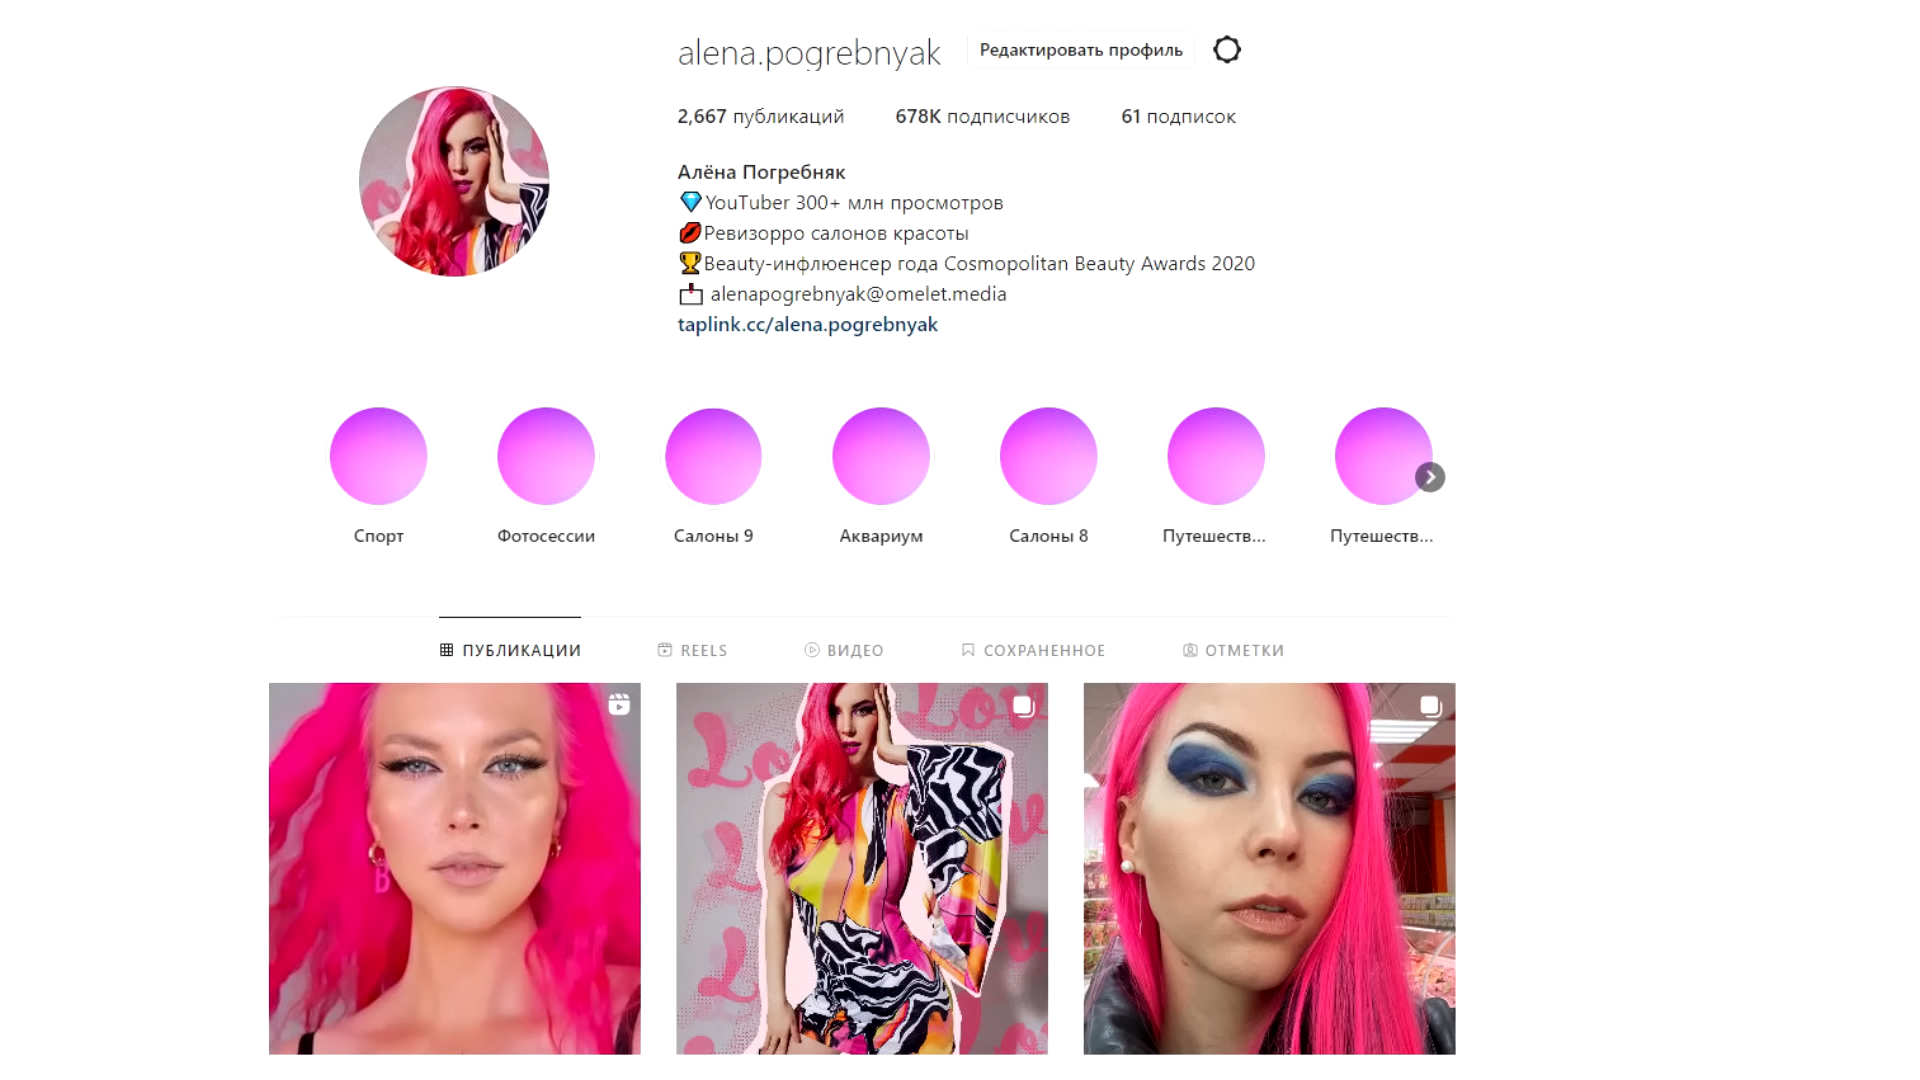 alena.pogrebnyak Редактировать профиль
2,667 публикаций 678K подписчиков 61 подписок
Алёна Погребняк
YouTuber 300+ млн просмотров
Ревизорро салонов красоты
Beauty-инфлюенсер года Cosmopolitan Beauty Awards 2020
alenapogrebnyak@omelet.media
taplink.cc/alena.pogrebnyak
Спорт Фотосессии Салоны 9 Аквариум Салоны 8 Путешеств... Путешеств...
ПУБЛИКАЦИИ REELS ВИДЕО СОХРАНЕННОЕ ОТМЕТКИ
Love